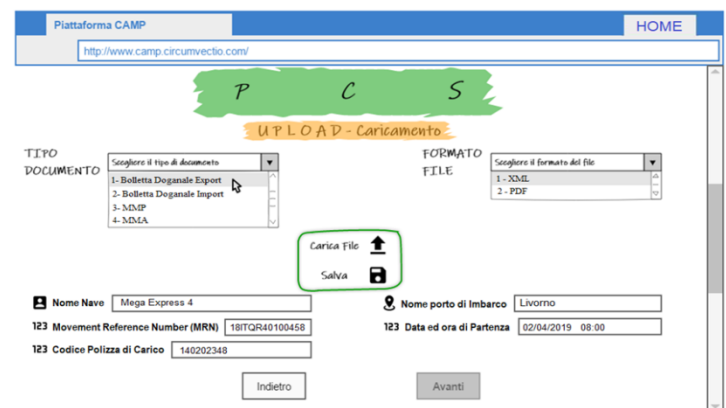 Piattaforma CAMP
HOME
http://www.camp.circumvectio.com/
P C S
UPLOAD - Caricamento
TIPO DOCUMENTO
Scegliere il tipo di documento
1- Bolletta Doganale Export
2- Bolletta Doganale Import
3- MMP
4- MMA
FORMATO FILE
Scegliere il formato del file
1 - XML
2 - PDF
Carica File
Salva
Nome Nave Mega Express 4
Nome porto di Imbarco Livorno
123 Movement Reference Number (MRN) 18ITQR40100458
123 Data ed ora di Partenza 02/04/2019 08:00
123 Codice Polizza di Carico 140202348
Indietro
Avanti